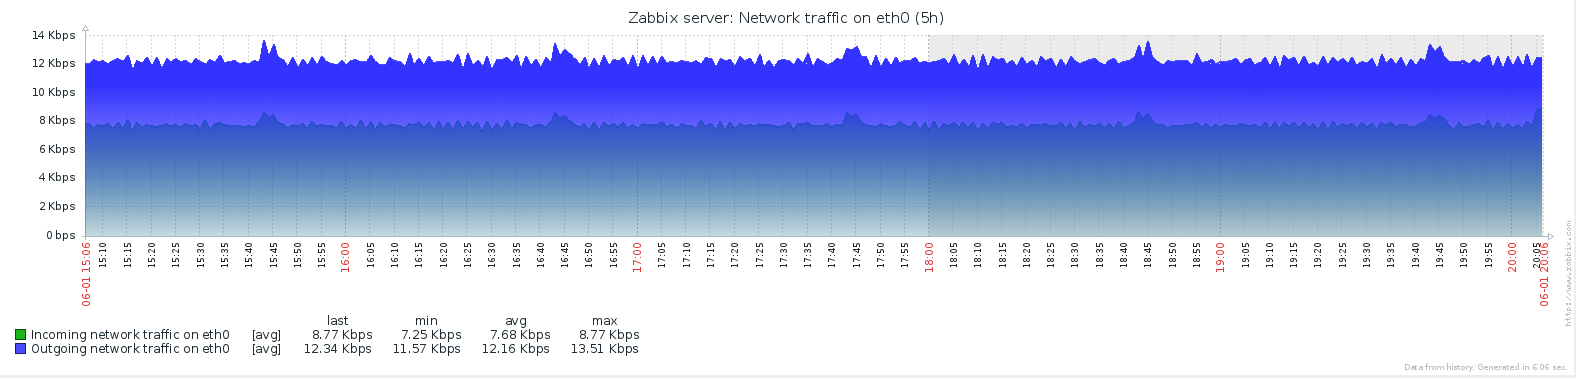 Zabbix server: Network traffic on eth0 (5h)
14 Kbps
12 Kbps
10 Kbps
8 Kbps
6 Kbps
4 Kbps
2 Kbps
0 bps
06-01 15:06 15:10 15:15 15:20 15:25 15:30 15:35 15:40 15:45 15:50 15:55 16:00 16:05 16:10 16:15 16:20 16:25 16:30 16:35 16:40 16:45 16:50 16:55 17:00 17:05 17:10 17:15 17:20 17:25 17:30 17:35 17:40 17:45 17:50 17:55 18:00 18:05 18:10 18:15 18:20 18:25 18:30 18:35 18:40 18:45 18:50 18:55 19:00 19:05 19:10 19:15 19:20 19:25 19:30 19:35 19:40 19:45 19:50 19:55 20:00 20:05 06-01 20:06
http://www.zabbix.com
last min avg max
Incoming network traffic on eth0 [avg] 8.77 Kbps 7.25 Kbps 7.68 Kbps 8.77 Kbps
Outgoing network traffic on eth0 [avg] 12.34 Kbps 11.57 Kbps 12.16 Kbps 13.51 Kbps
Data from history. Generated in 6.06 sec.